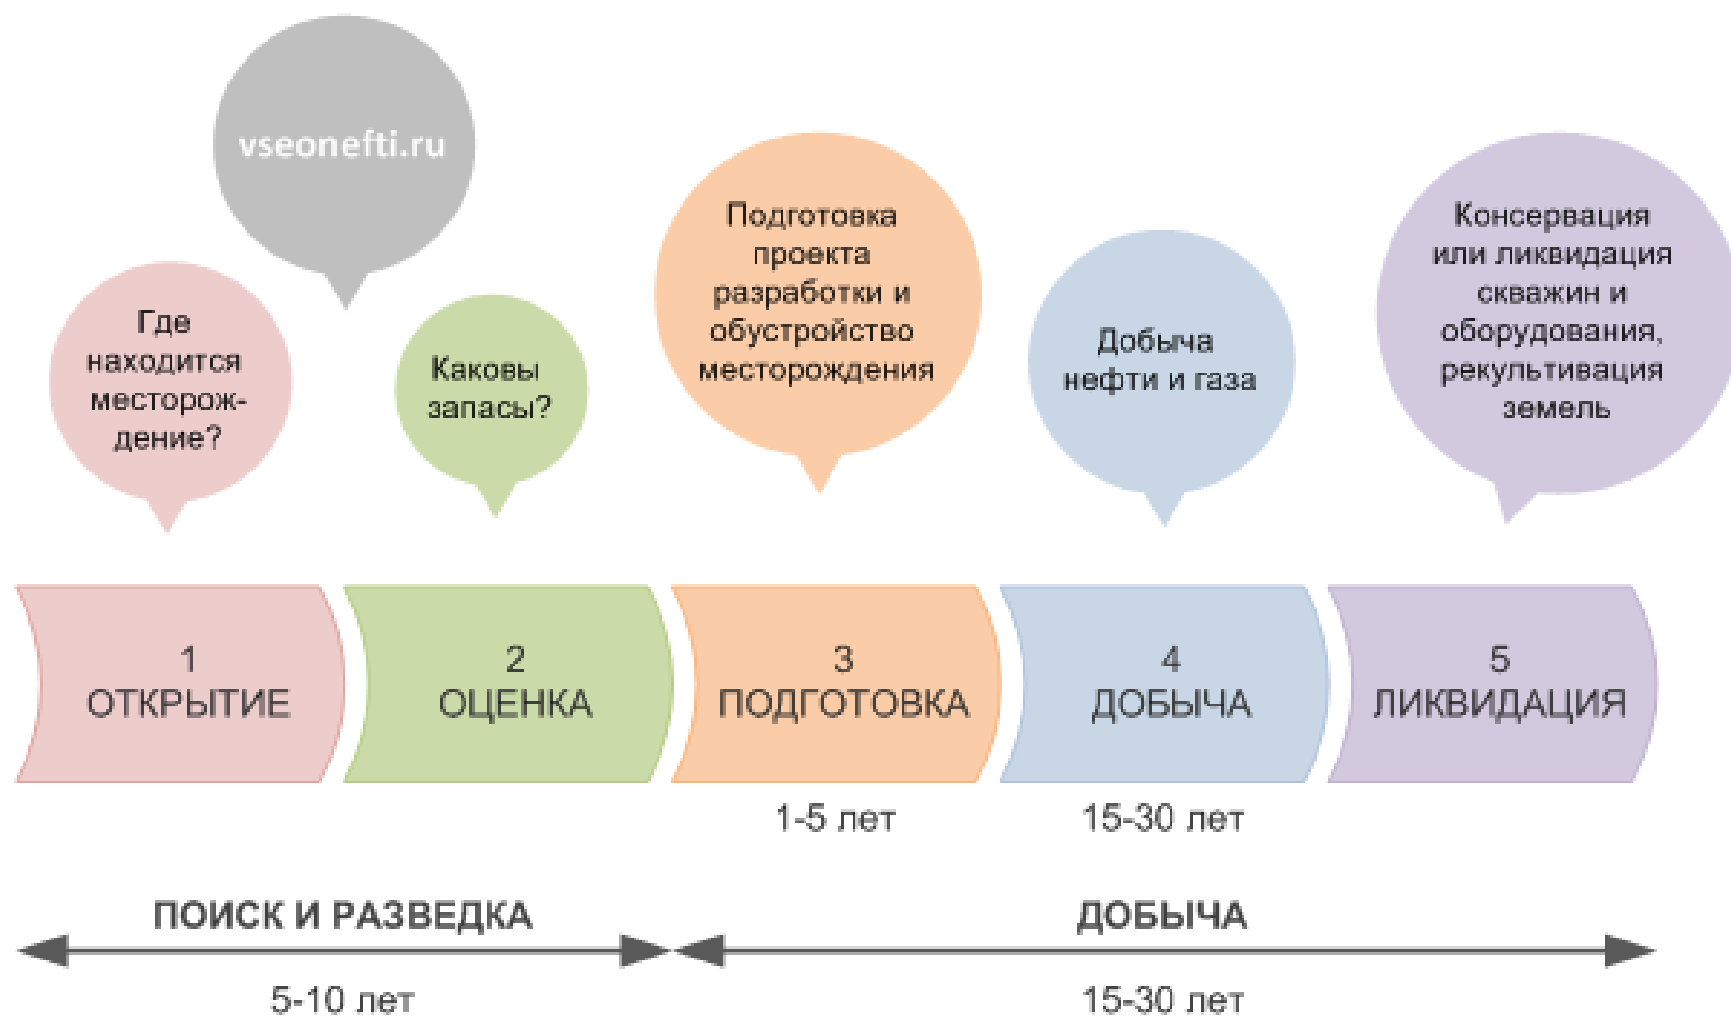 vseonefti.ru
Где
находится
месторож-
дение?
Каковы
запасы?
Подготовка
проекта
разработки и
обустройство
месторождения
Добыча
нефти и газа
Консервация
или ликвидация
скважин и
оборудования,
рекультивация
земель
1
ОТКРЫТИЕ
2
ОЦЕНКА
3
ПОДГОТОВКА
4
ДОБЫЧА
5
ЛИКВИДАЦИЯ
1-5 лет
15-30 лет
ПОИСК И РАЗВЕДКА
ДОБЫЧА
5-10 лет
15-30 лет